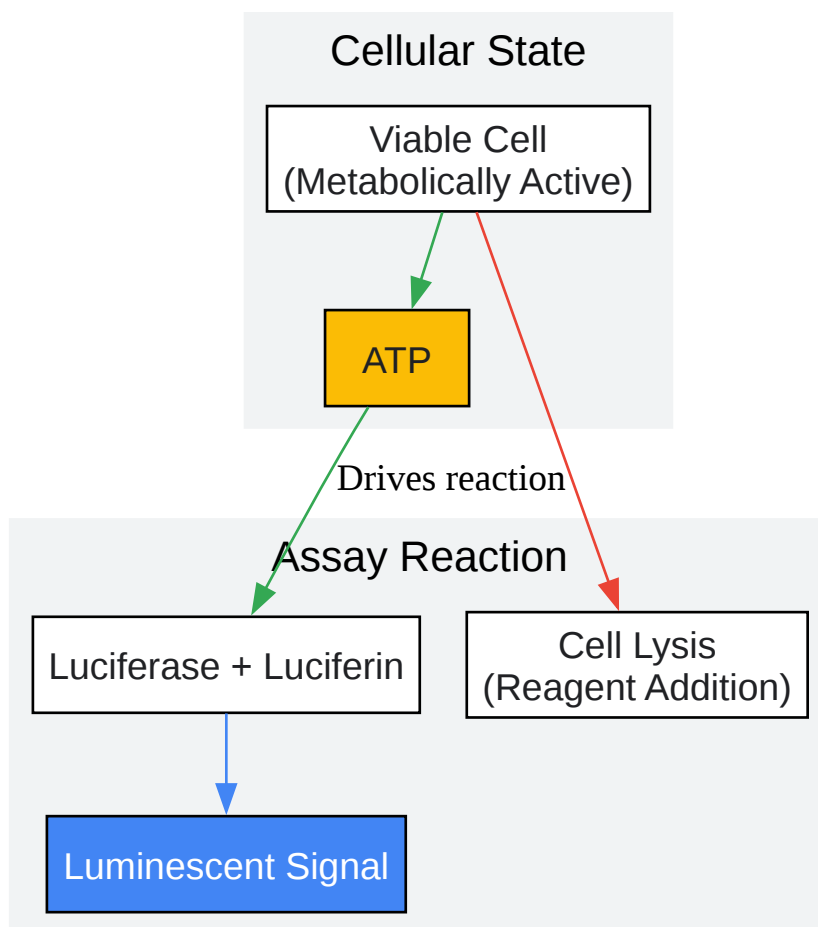 Cellular State
Viable Cell
(Metabolically Active)
ATP
Drives reaction
Assay Reaction
Luciferase + Luciferin
Cell Lysis
(Reagent Addition)
Luminescent Signal